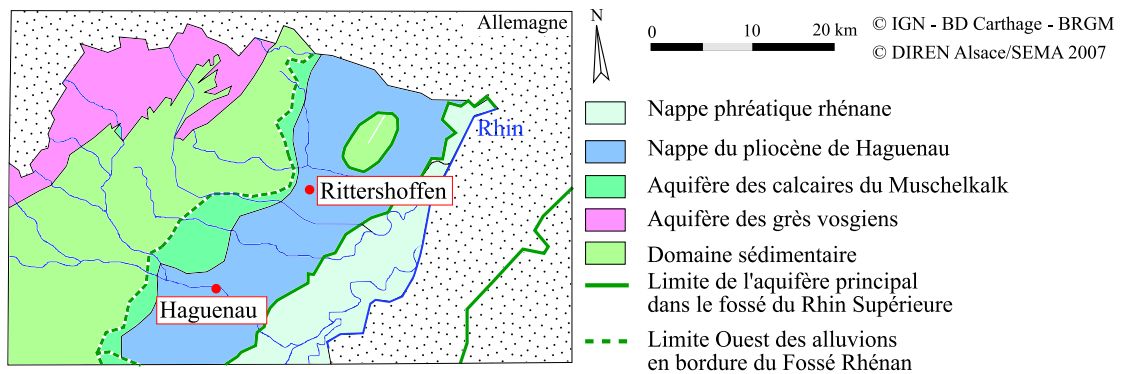 Allemagne
Rhin
Rittershoffen
Haguenau
N
0 10 20 km
© IGN - BD Carthage - BRGM
© DIREN Alsace/SEMA 2007
Nappe phréatique rhénane
Nappe du pliocène de Haguenau
Aquifère des calcaires du Muschelkalk
Aquifère des grès vosgiens
Domaine sédimentaire
Limite de l'aquifère principal
dans le fossé du Rhin Supérieure
Limite Ouest des alluvions
en bordure du Fossé Rhénan